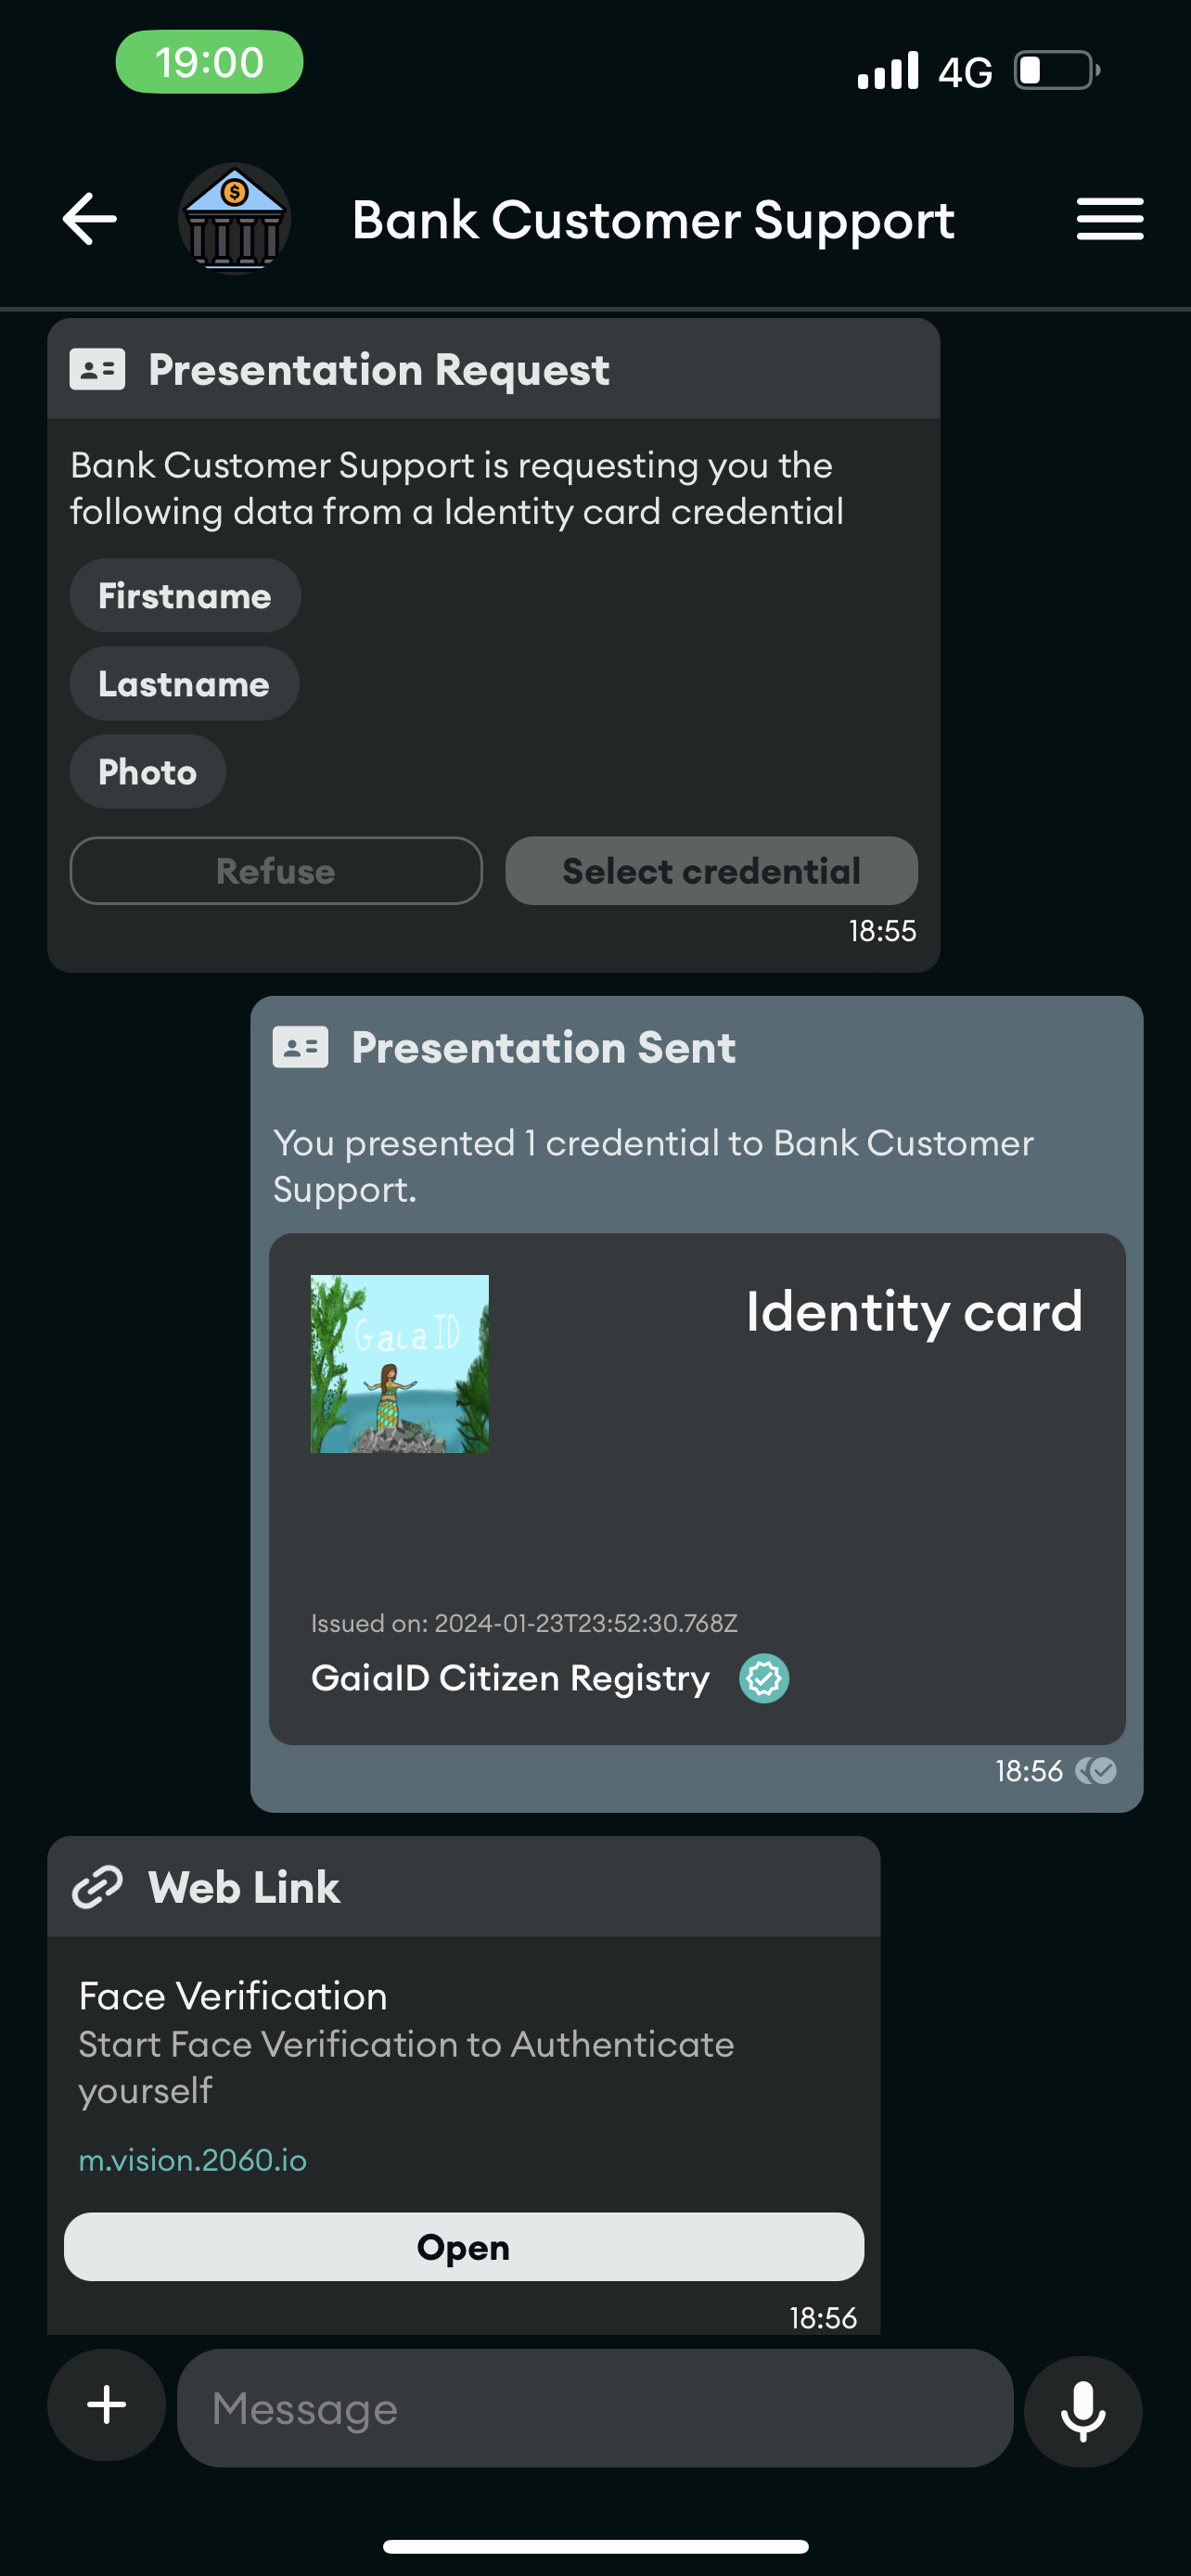 19:00
4G
$
Bank Customer Support
Presentation Request
Bank Customer Support is requesting you the
following data from a Identity card credential
Firstname
Lastname
Photo
Refuse
Select credential
18:55
Presentation Sent
You presented 1 credential to Bank Customer
Support.
Gaia ID
Identity card
Issued on: 2024-01-23T23:52:30.768Z
GaiaID Citizen Registry
18:56
Web Link
Face Verification
Start Face Verification to Authenticate
yourself
m.vision.2060.io
Open
18:56
Message